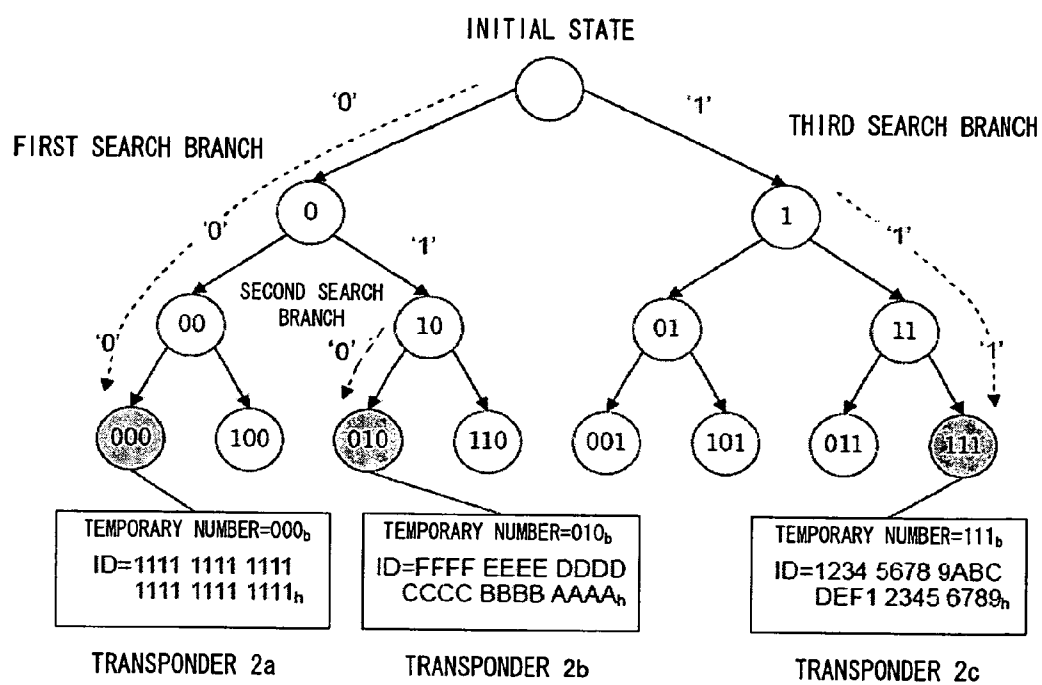 INITIAL STATE
'0'
'1'
FIRST SEARCH BRANCH
THIRD SEARCH BRANCH
0
1
'0'
'1'
'1'
SECOND SEARCH
BRANCH
00
10
01
11
'0'
'0'
'1'
000
100
010
110
001
101
011
111
TEMPORARY NUMBER=000b
ID=1111 1111 1111
1111 1111 1111h
TEMPORARY NUMBER=010b
ID=FFFF EEEE DDDD
CCCC BBBB AAAAh
TEMPORARY NUMBER=111b
ID=1234 5678 9ABC
DEF1 2345 6789h
TRANSPONDER 2a
TRANSPONDER 2b
TRANSPONDER 2c